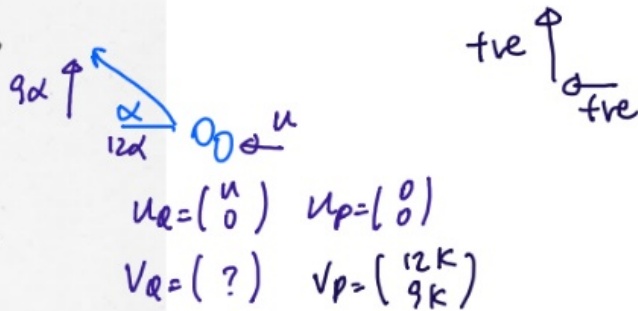 +ve
9α
α
12α
u
+ve
u_Q = (u 0) u_P = (0 0)
V_Q = ( ? ) V_P = (12K 9K)